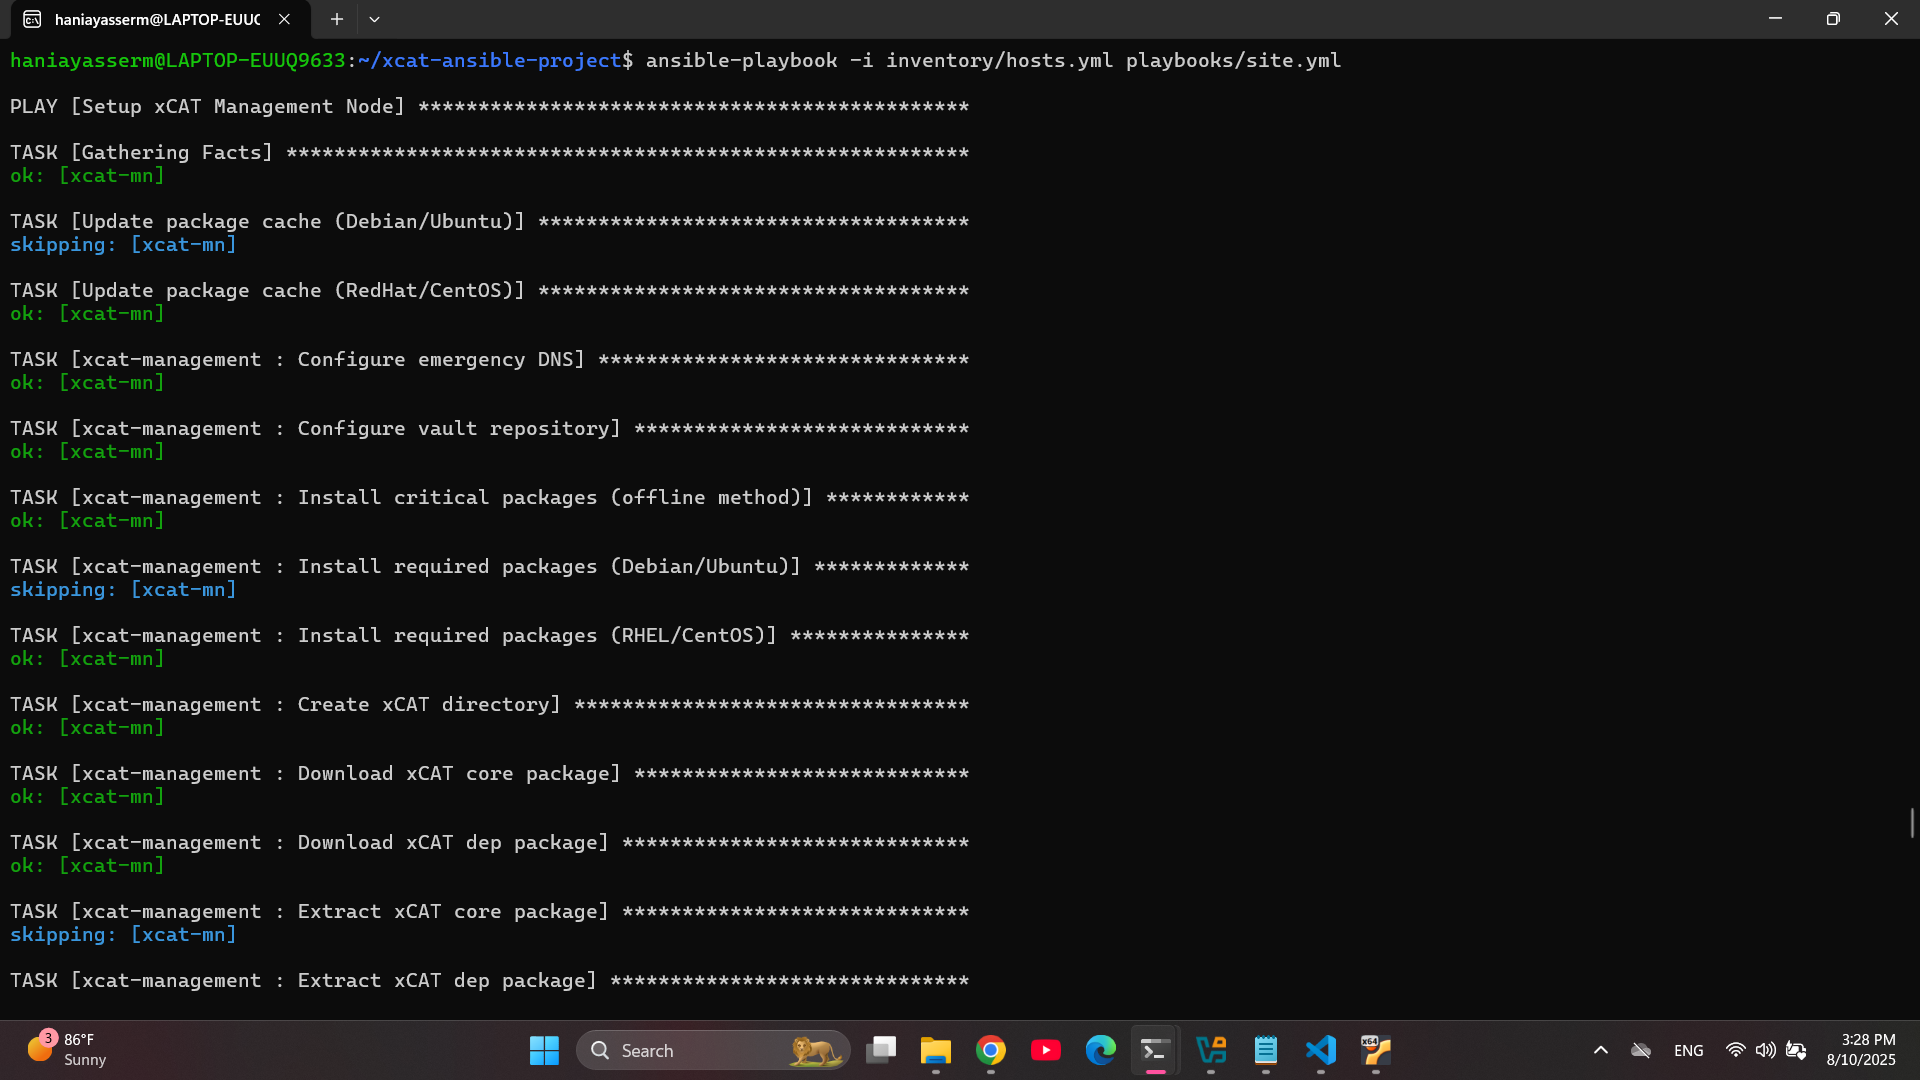 haniayasserm@LAPTOP-EUUC
haniayasserm@LAPTOP-EUUQ9633:~/xcat-ansible-project$ ansible-playbook -i inventory/hosts.yml playbooks/site.yml
PLAY [Setup xCAT Management Node] **********************************************
TASK [Gathering Facts] *********************************************************
ok: [xcat-mn]
TASK [Update package cache (Debian/Ubuntu)] ************************************
skipping: [xcat-mn]
TASK [Update package cache (RedHat/CentOS)] ************************************
ok: [xcat-mn]
TASK [xcat-management : Configure emergency DNS] *******************************
ok: [xcat-mn]
TASK [xcat-management : Configure vault repository] ****************************
ok: [xcat-mn]
TASK [xcat-management : Install critical packages (offline method)] ************
ok: [xcat-mn]
TASK [xcat-management : Install required packages (Debian/Ubuntu)] *************
skipping: [xcat-mn]
TASK [xcat-management : Install required packages (RHEL/CentOS)] ***************
ok: [xcat-mn]
TASK [xcat-management : Create xCAT directory] *********************************
ok: [xcat-mn]
TASK [xcat-management : Download xCAT core package] ****************************
ok: [xcat-mn]
TASK [xcat-management : Download xCAT dep package] *****************************
ok: [xcat-mn]
TASK [xcat-management : Extract xCAT core package] *****************************
skipping: [xcat-mn]
TASK [xcat-management : Extract xCAT dep package] ******************************
3
86°F
Sunny
Search
x64
ENG
3:28 PM
8/10/2025